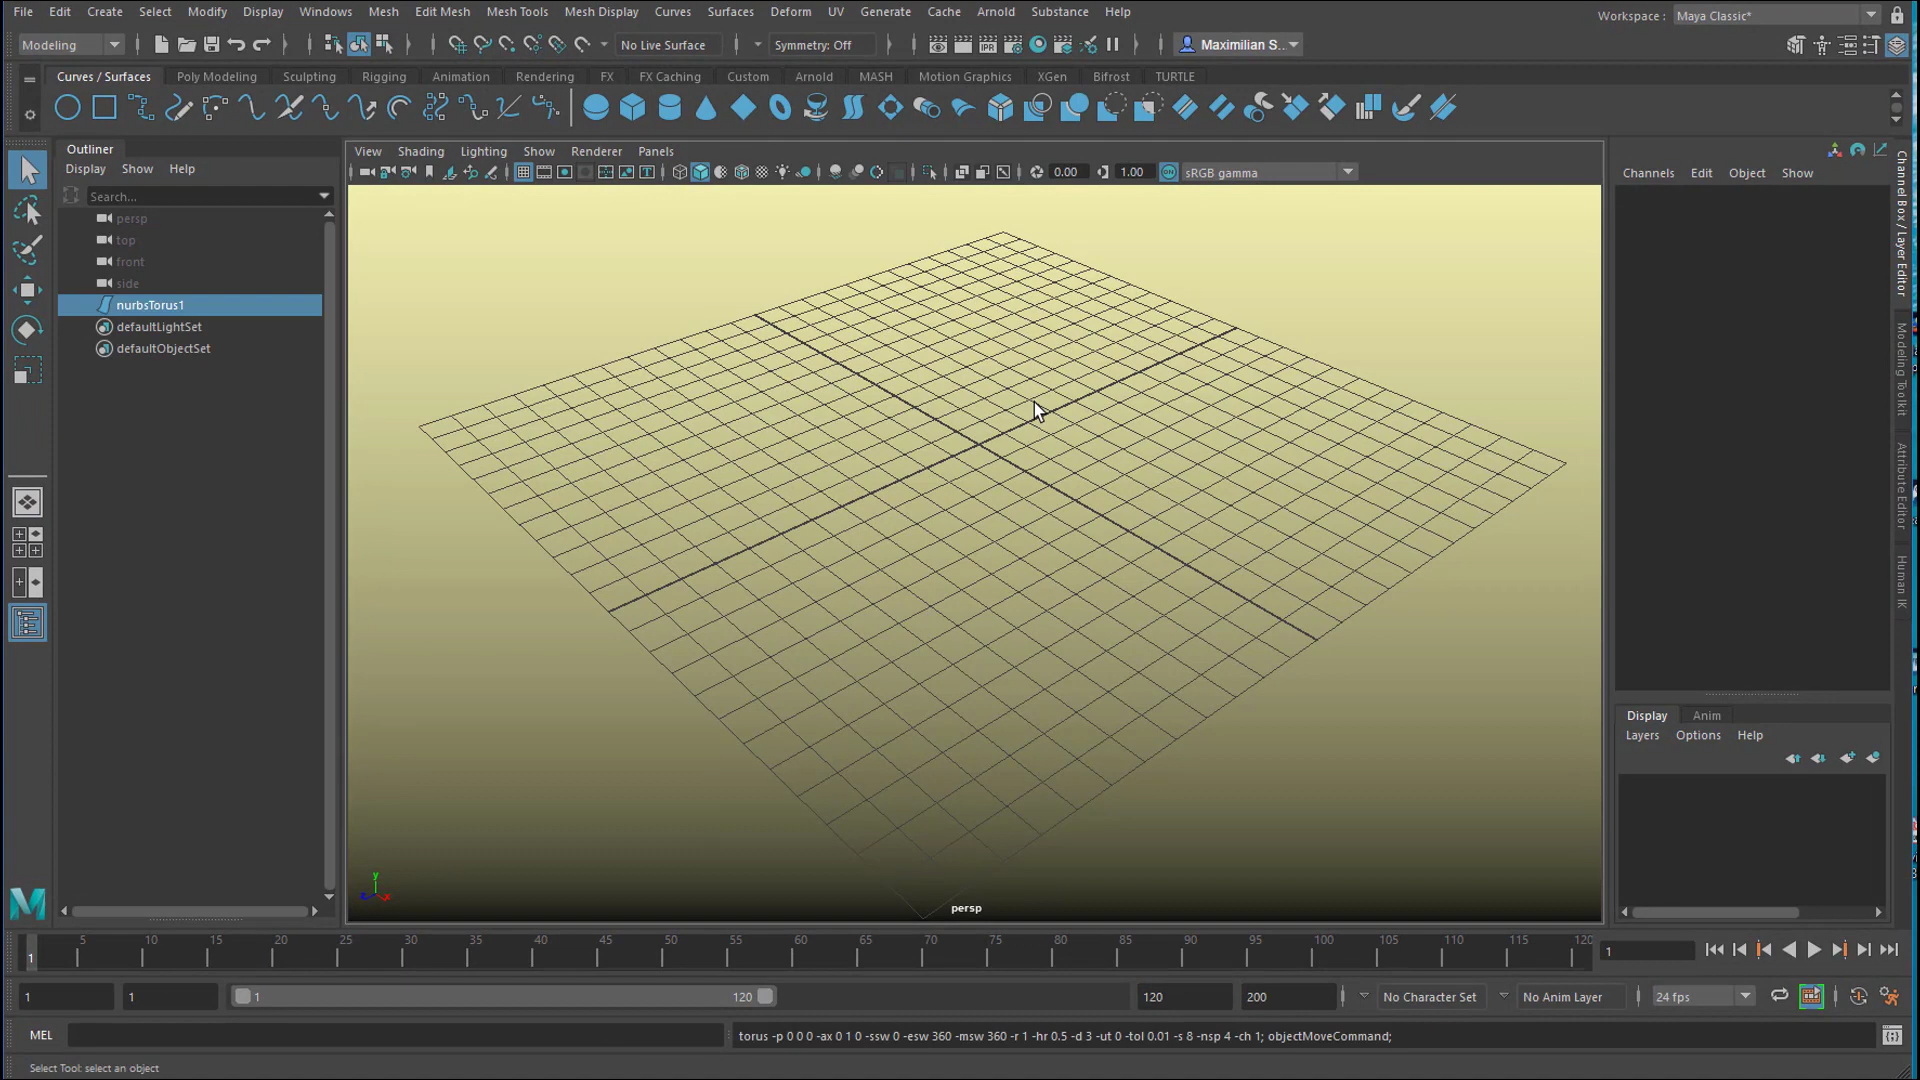 File Edit Create Select Modify Display Windows Mesh Edit Mesh Mesh Tools Mesh Display Curves Surfaces Deform UV Generate Cache Arnold Substance Help
Workspace : Maya Classic*
Modeling No Live Surface Symmetry: Off Maximilian S...
Curves / Surfaces Poly Modeling Sculpting Rigging Animation Rendering FX FX Caching Custom Arnold MASH Motion Graphics XGen Bifrost TURTLE
IPR
Outliner
Display Show Help
Search...
persp
top
front
side
nurbsTorus1
defaultLightSet
defaultObjectSet
View Shading Lighting Show Renderer Panels
0.00 1.00 ON sRGB gamma
y
persp
Channels Edit Object Show
Channel Box / Layer Editor
Modeling Toolkit
Attribute Editor
Human IK
Display Anim
Layers Options Help
1 5 10 15 20 25 30 35 40 45 50 55 60 65 70 75 80 85 90 95 100 105 110 115 120
1
1 1 1 120 120 200 No Character Set No Anim Layer 24 fps
MEL torus -p 0 0 0 -ax 0 1 0 -ssw 0 -esw 360 -msw 360 -r 1 -hr 0.5 -d 3 -ut 0 -tol 0.01 -s 8 -nsp 4 -ch 1; objectMoveCommand;
Select Tool: select an object